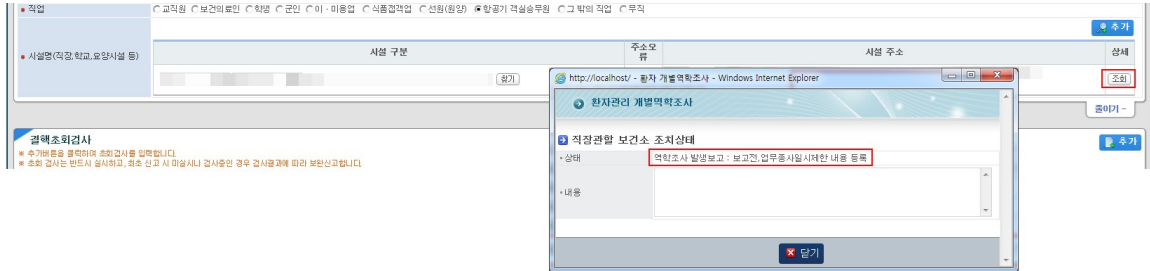 직업 교직원 보건의료인 학생 군인 이·미용업 식품접객업 선원(원양) 항공기 객실승무원 그 밖의 직업 무직
추가
시설명(직장,학교,요양시설 등) 시설 구분 주소오류 시설 주소 상세
찾기 조회
줄이기 -
결핵초회검사 추가
※ 추가버튼을 클릭하여 초회검사를 입력합니다.
※ 초회 검사는 반드시 실시하고, 최초 신고 시 미실시나 검사중인 경우 검사결과에 따라 보완신고합니다.
http://localhost/ - 환자 개별역학조사 - Windows Internet Explorer
환자관리 개별역학조사
직장관할 보건소 조치상태
상태 역학조사 발생보고 : 보고전,업무종사일시제한 내용 등록
내용
닫기